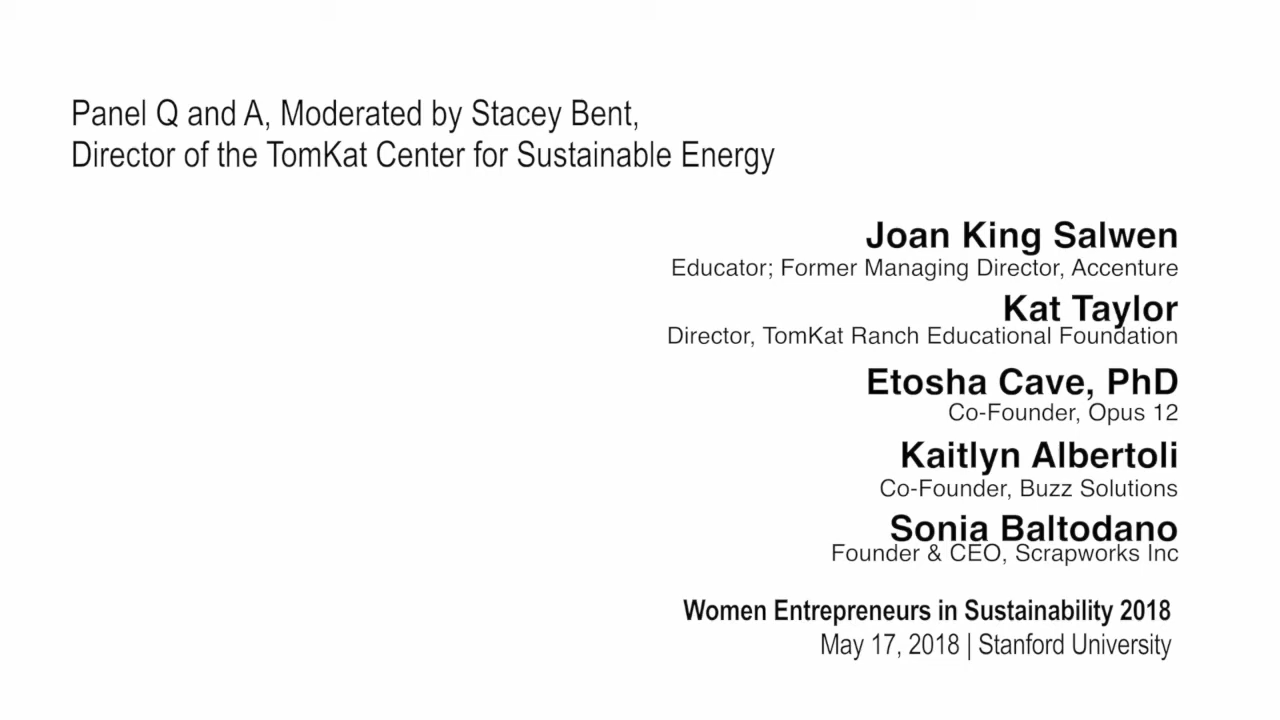 Panel Q and A, Moderated by Stacey Bent,
Director of the TomKat Center for Sustainable Energy
Joan King Salwen
Educator; Former Managing Director, Accenture
Kat Taylor
Director, TomKat Ranch Educational Foundation
Etosha Cave, PhD
Co-Founder, Opus 12
Kaitlyn Albertoli
Co-Founder, Buzz Solutions
Sonia Baltodano
Founder & CEO, Scrapworks Inc
Women Entrepreneurs in Sustainability 2018
May 17, 2018 | Stanford University